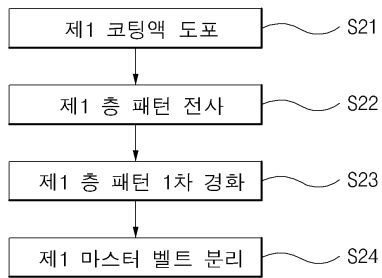 제1 코팅액 도포 S21
제1 층 패턴 전사 S22
제1 층 패턴 1차 경화 S23
제1 마스터 벨트 분리 S24